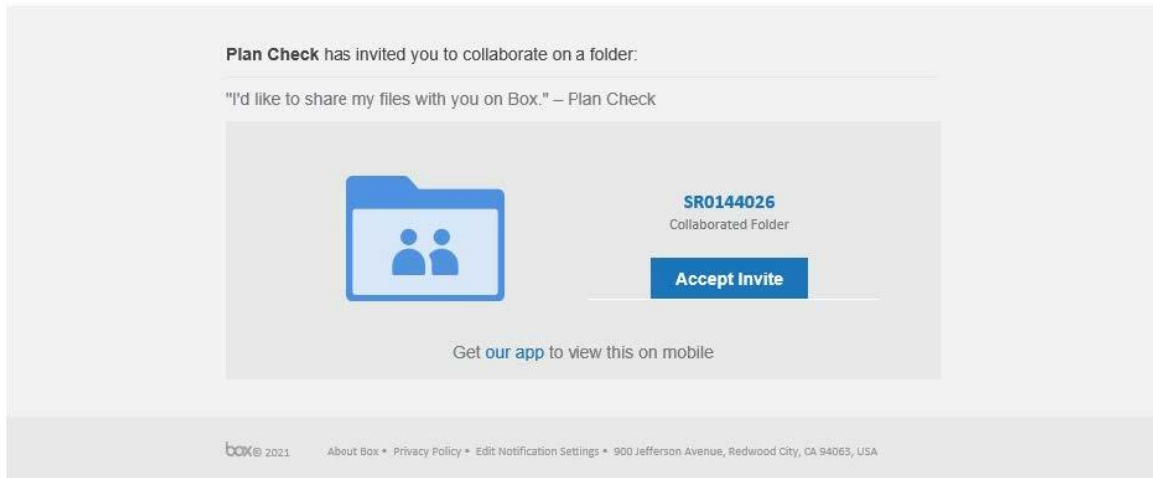 Plan Check has invited you to collaborate on a folder:
"I'd like to share my files with you on Box." – Plan Check
SR0144026
Collaborated Folder
Accept Invite
Get our app to view this on mobile
box© 2021 About Box • Privacy Policy • Edit Notification Settings • 900 Jefferson Avenue, Redwood City, CA 94063, USA